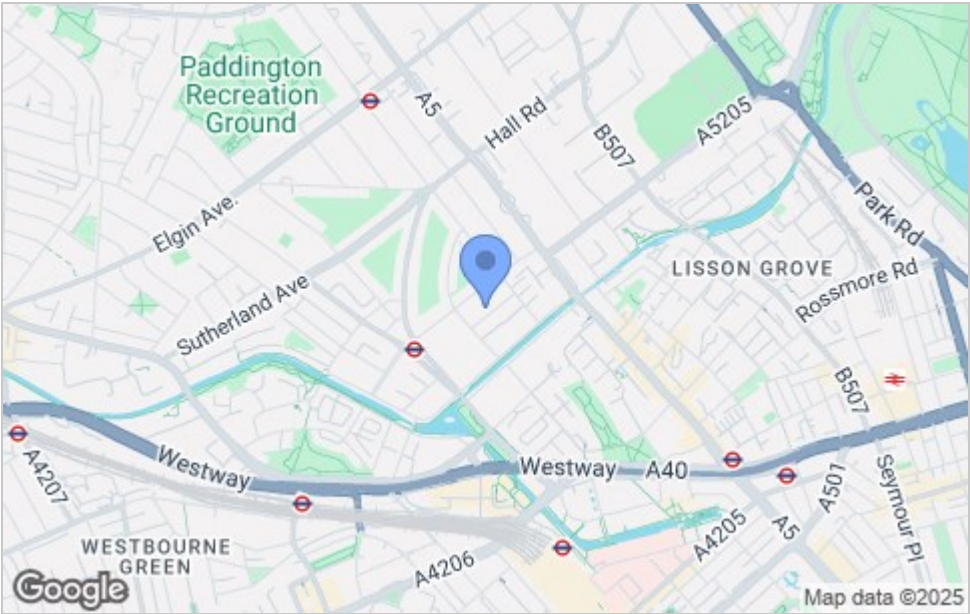 Paddington
Recreation
Ground
A5
Hall Rd
B507
A5205
Park Rd
Elgin Ave.
LISSON GROVE
Rossmore Rd
Sutherland Ave
B507
Westway
Westway
A40
A4207
A501
Seymour Pl
A5
A4205
WESTBOURNE
GREEN
A4206
Google
Map data ©2025